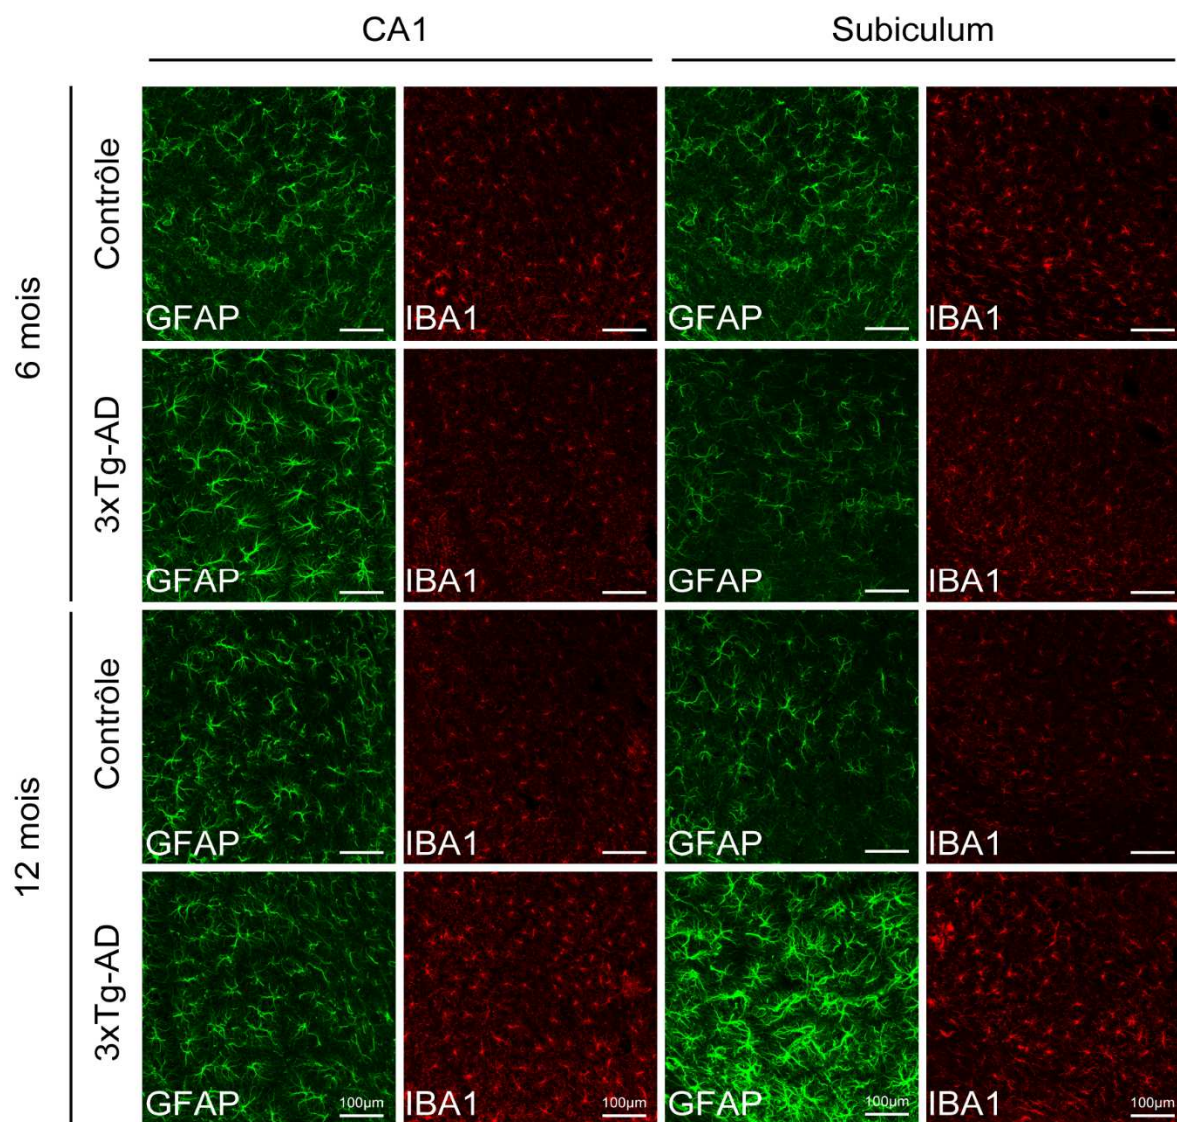 CA1 Subiculum
6 mois
Contrôle
GFAP IBA1 GFAP IBA1
3xTg-AD
GFAP IBA1 GFAP IBA1
12 mois
Contrôle
GFAP IBA1 GFAP IBA1
3xTg-AD
100µm 100µm 100µm 100µm
GFAP IBA1 GFAP IBA1